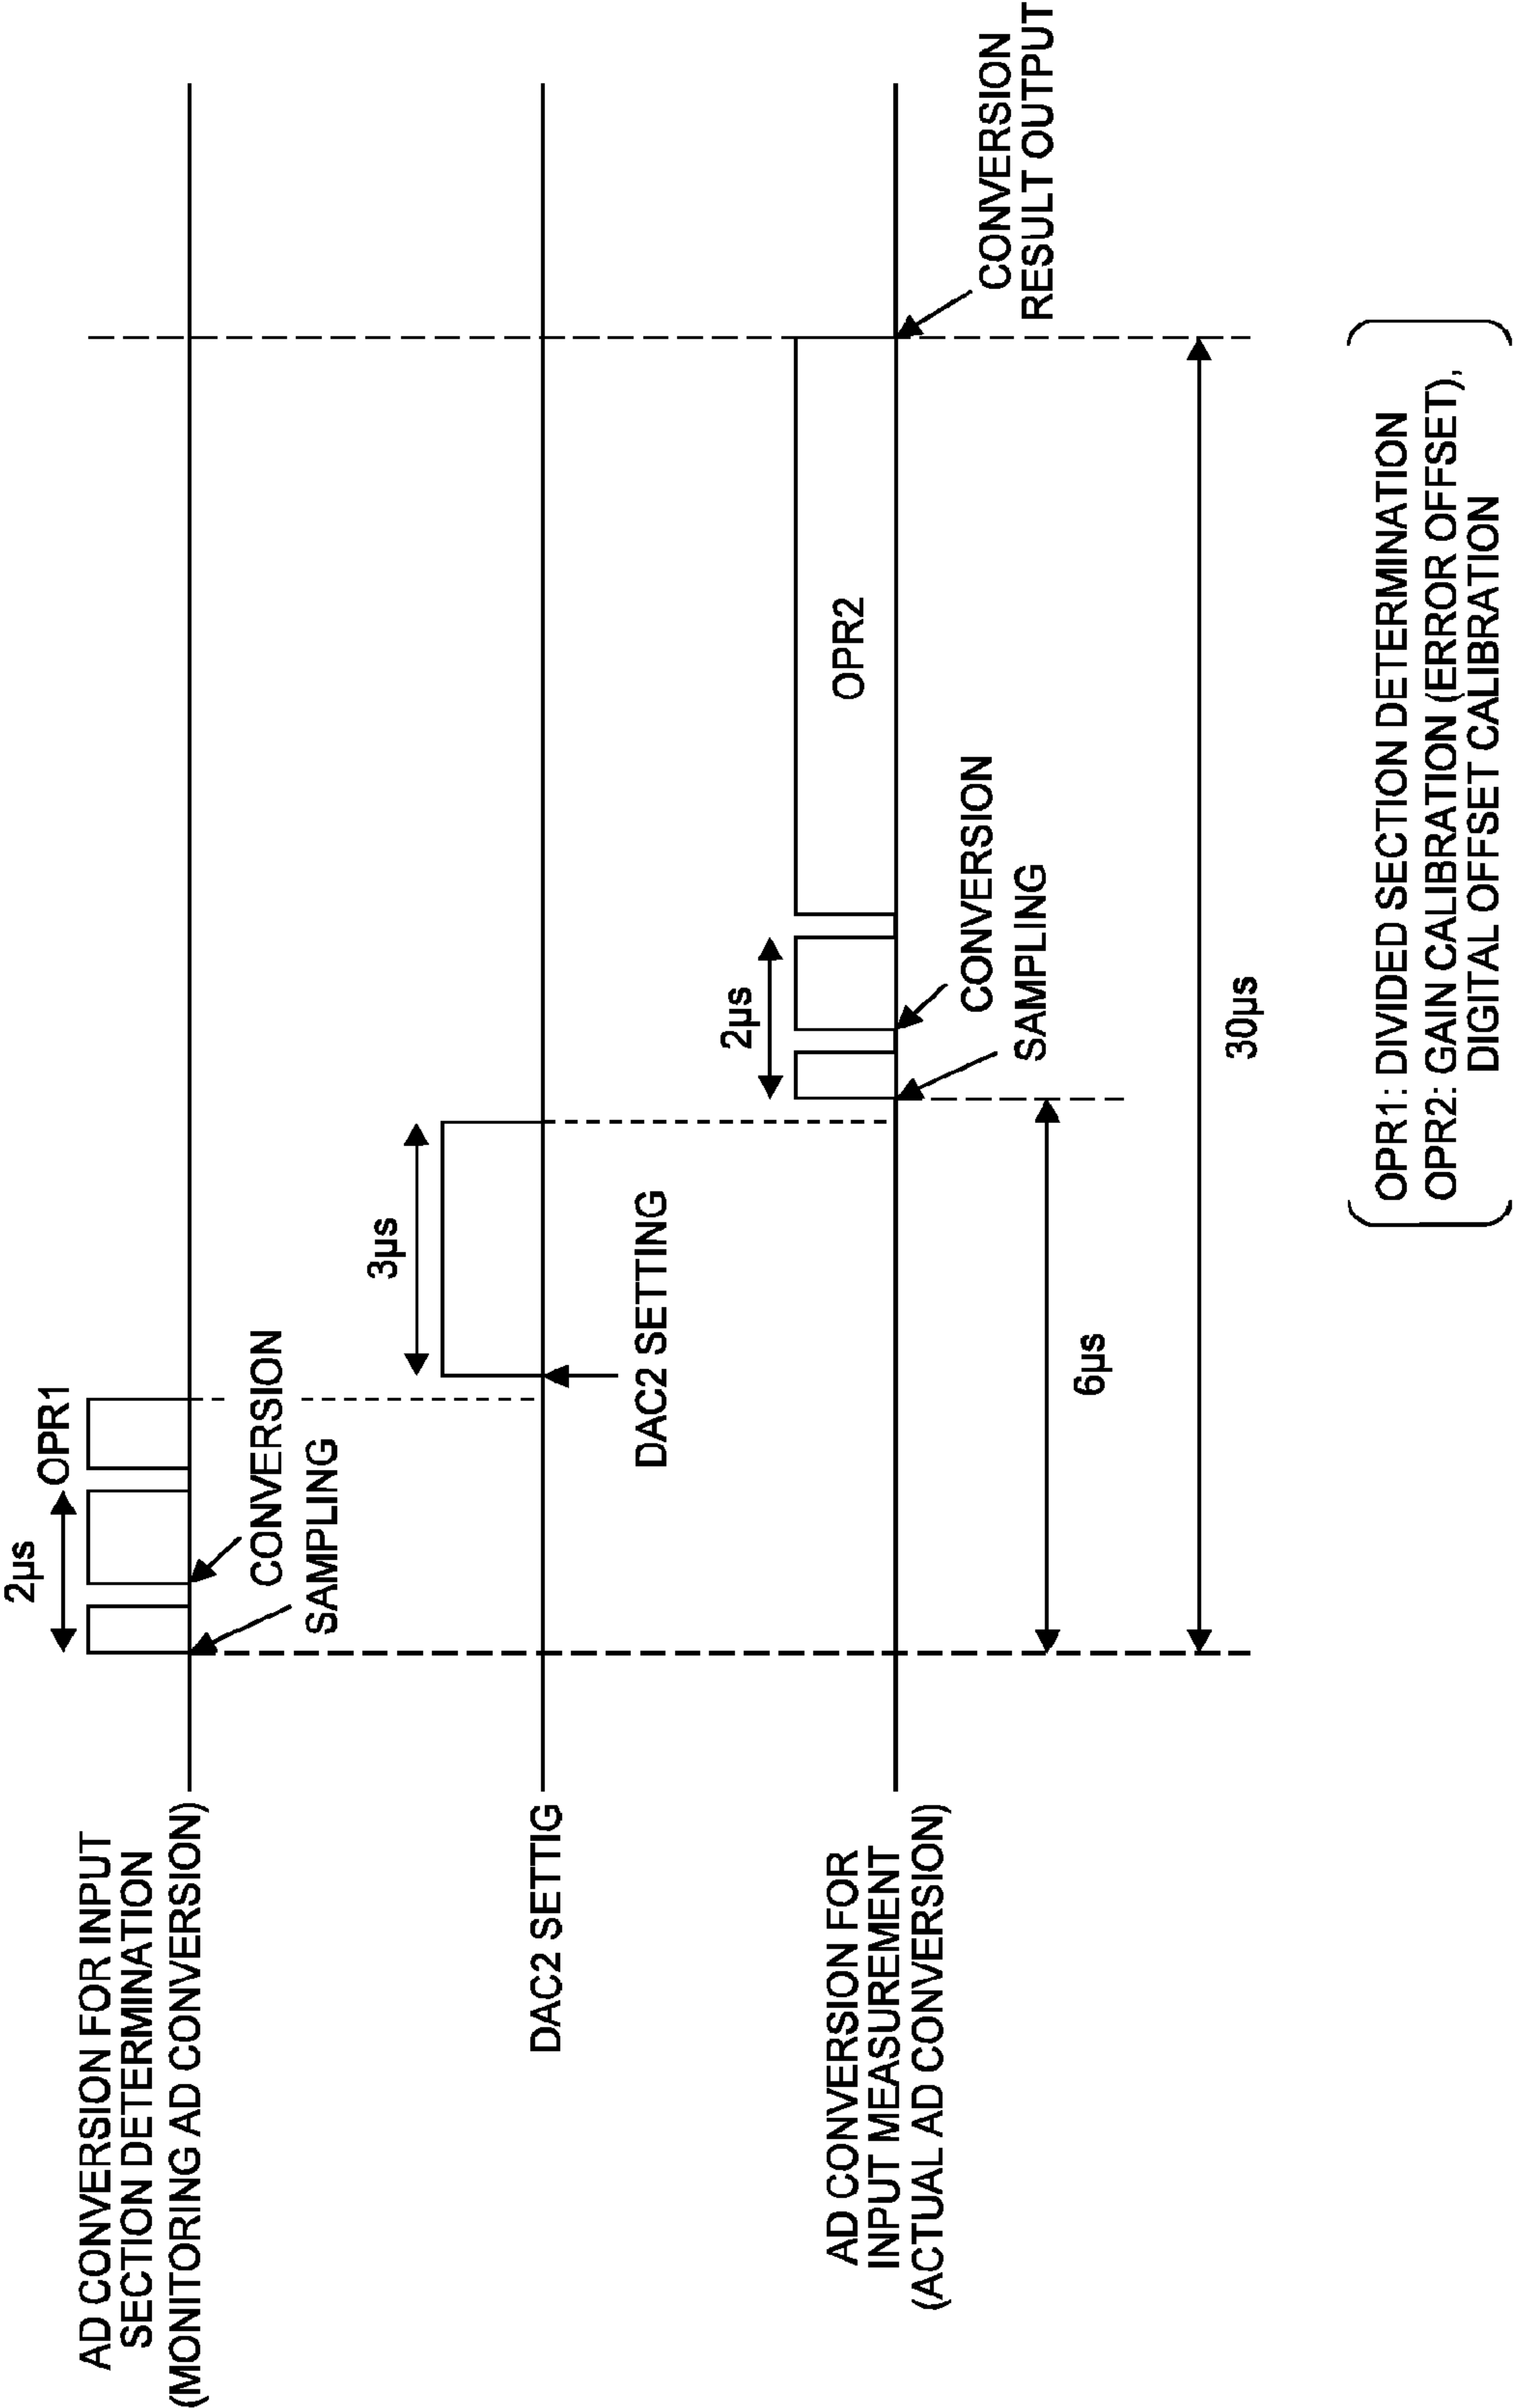 AD CONVERSION FOR INPUT
SECTION DETERMINATION
(MONITORING AD CONVERSION)
2µs
OPR1
CONVERSION
SAMPLING
DAC2 SETTIG
3µs
DAC2 SETTING
AD CONVERSION FOR
INPUT MEASUREMENT
(ACTUAL AD CONVERSION)
2µs
OPR2
CONVERSION
SAMPLING
CONVERSION
RESULT OUTPUT
6µs
30µs
OPR1: DIVIDED SECTION DETERMINATION
OPR2: GAIN CALIBRATION (ERROR OFFSET),
DIGITAL OFFSET CALIBRATION